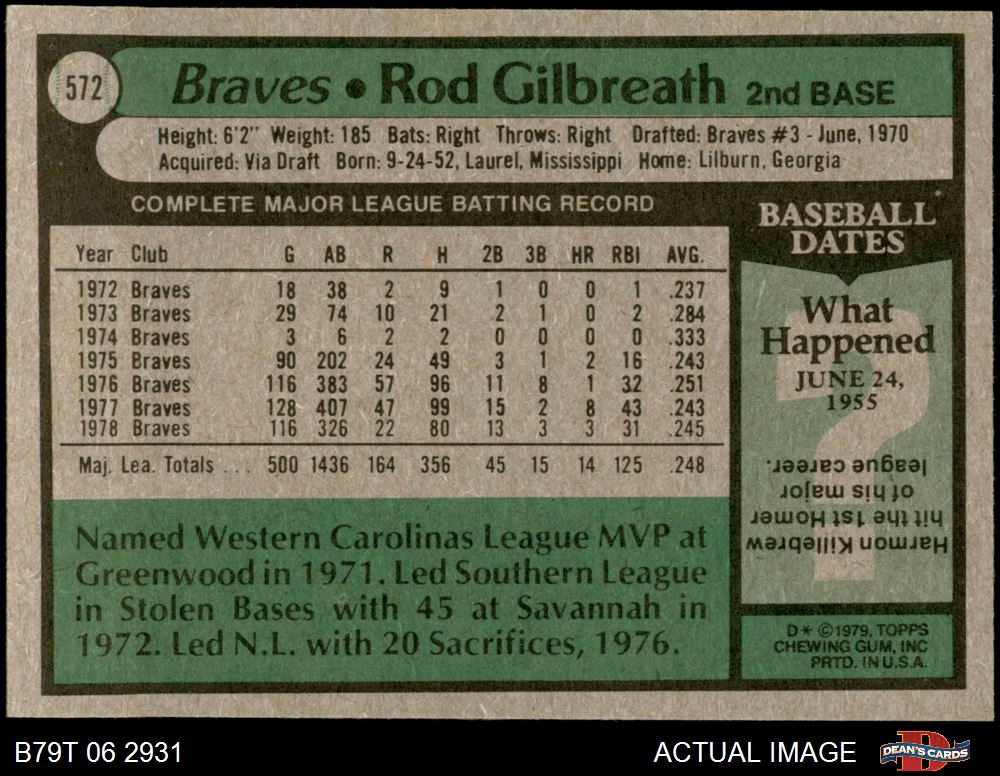 572
Braves • Rod Gilbreath 2nd BASE
Height: 6'2" Weight: 185 Bats: Right Throws: Right Drafted: Braves #3 - June, 1970
Acquired: Via Draft Born: 9-24-52, Laurel, Mississippi Home: Lilburn, Georgia
COMPLETE MAJOR LEAGUE BATTING RECORD
Year Club G AB R H 2B 3B HR RBI AVG.
1972 Braves 18 38 2 9 1 0 0 1 .237
1973 Braves 29 74 10 21 2 1 0 2 .284
1974 Braves 3 6 2 2 0 0 0 0 .333
1975 Braves 90 202 24 49 3 1 2 16 .243
1976 Braves 116 383 57 96 11 8 1 32 .251
1977 Braves 128 407 47 99 15 2 8 43 .243
1978 Braves 116 326 22 80 13 3 3 31 .245
Maj. Lea. Totals ... 500 1436 164 356 45 15 14 125 .248
Named Western Carolinas League MVP at
Greenwood in 1971. Led Southern League
in Stolen Bases with 45 at Savannah in
1972. Led N.L. with 20 Sacrifices, 1976.
BASEBALL
DATES
What
Happened
JUNE 24,
1955
Harmon Killebrew
hit the 1st Homer
of his major
league career.
D* ©1979, TOPPS
CHEWING GUM, INC
PRTD. IN U.S.A.
B79T 06 2931
ACTUAL IMAGE
DEAN'S CARDS